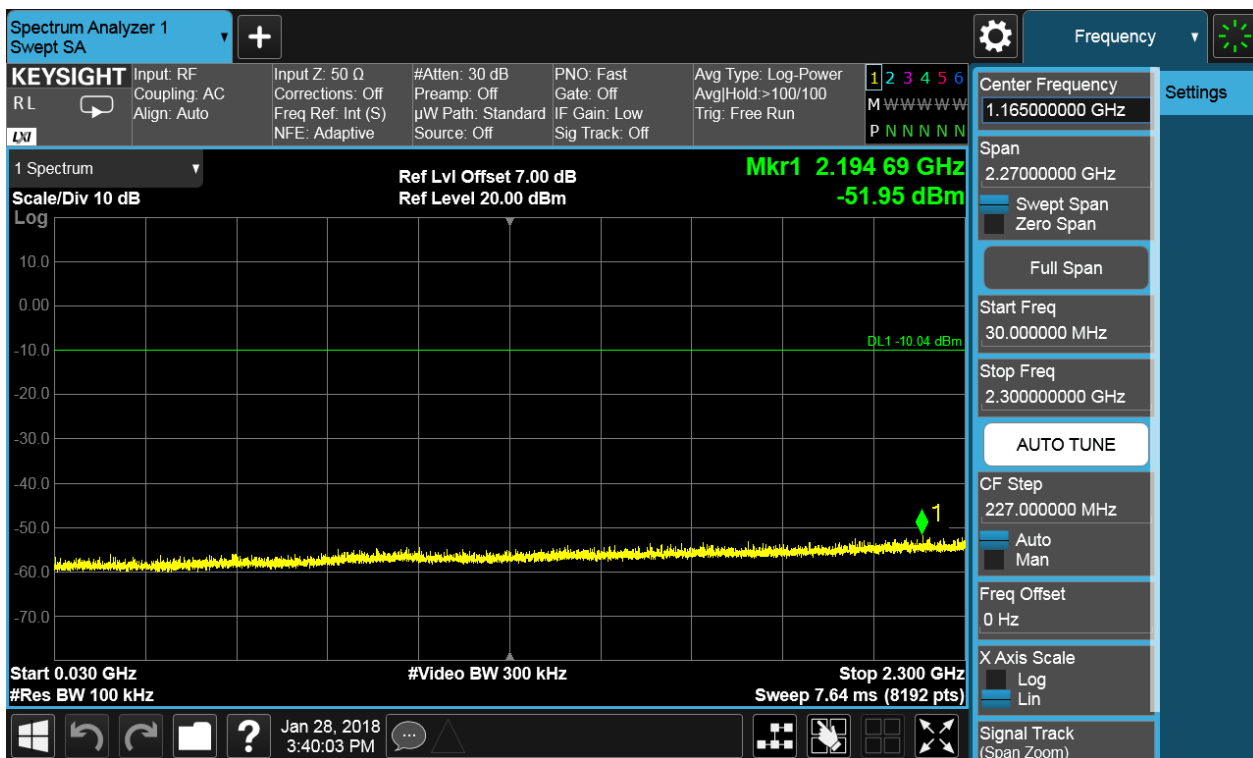 Spectrum Analyzer 1
Swept SA
Frequency
KEYSIGHT
R L
LXI
Input: RF
Coupling: AC
Align: Auto
Input Z: 50 Ω
Corrections: Off
Freq Ref: Int (S)
NFE: Adaptive
#Atten: 30 dB
Preamp: Off
µW Path: Standard
Source: Off
PNO: Fast
Gate: Off
IF Gain: Low
Sig Track: Off
Avg Type: Log-Power
Avg|Hold:>100/100
Trig: Free Run
1 2 3 4 5 6
M W W W W W
P N N N N N
Center Frequency
1.165000000 GHz
Settings
Span
2.27000000 GHz
Swept Span
Zero Span
Full Span
Start Freq
30.000000 MHz
Stop Freq
2.300000000 GHz
AUTO TUNE
CF Step
227.000000 MHz
Auto
Man
Freq Offset
0 Hz
X Axis Scale
Log
Lin
Signal Track
(Span Zoom)
1 Spectrum
Scale/Div 10 dB
Ref Lvl Offset 7.00 dB
Ref Level 20.00 dBm
Mkr1 2.194 69 GHz
-51.95 dBm
Log
10.0
0.00
-10.0
-20.0
-30.0
-40.0
-50.0
-60.0
-70.0
DL1 -10.04 dBm
1
Start 0.030 GHz
#Res BW 100 kHz
#Video BW 300 kHz
Stop 2.300 GHz
Sweep 7.64 ms (8192 pts)
?
Jan 28, 2018
3:40:03 PM